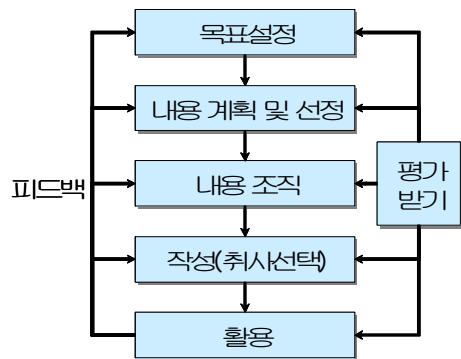 목표설정
내용 계획 및 선정
내용 조직
평가
받기
피드백
작성(취사선택)
활용